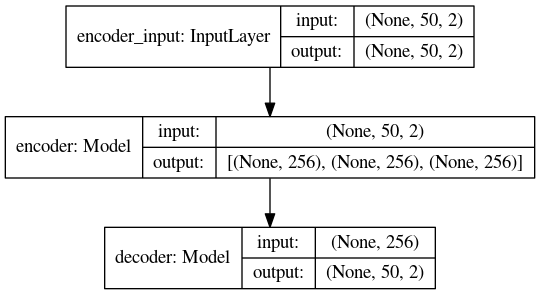 encoder_input: InputLayer
input: (None, 50, 2)
output: (None, 50, 2)
encoder: Model
input: (None, 50, 2)
output: [(None, 256), (None, 256), (None, 256)]
decoder: Model
input: (None, 256)
output: (None, 50, 2)